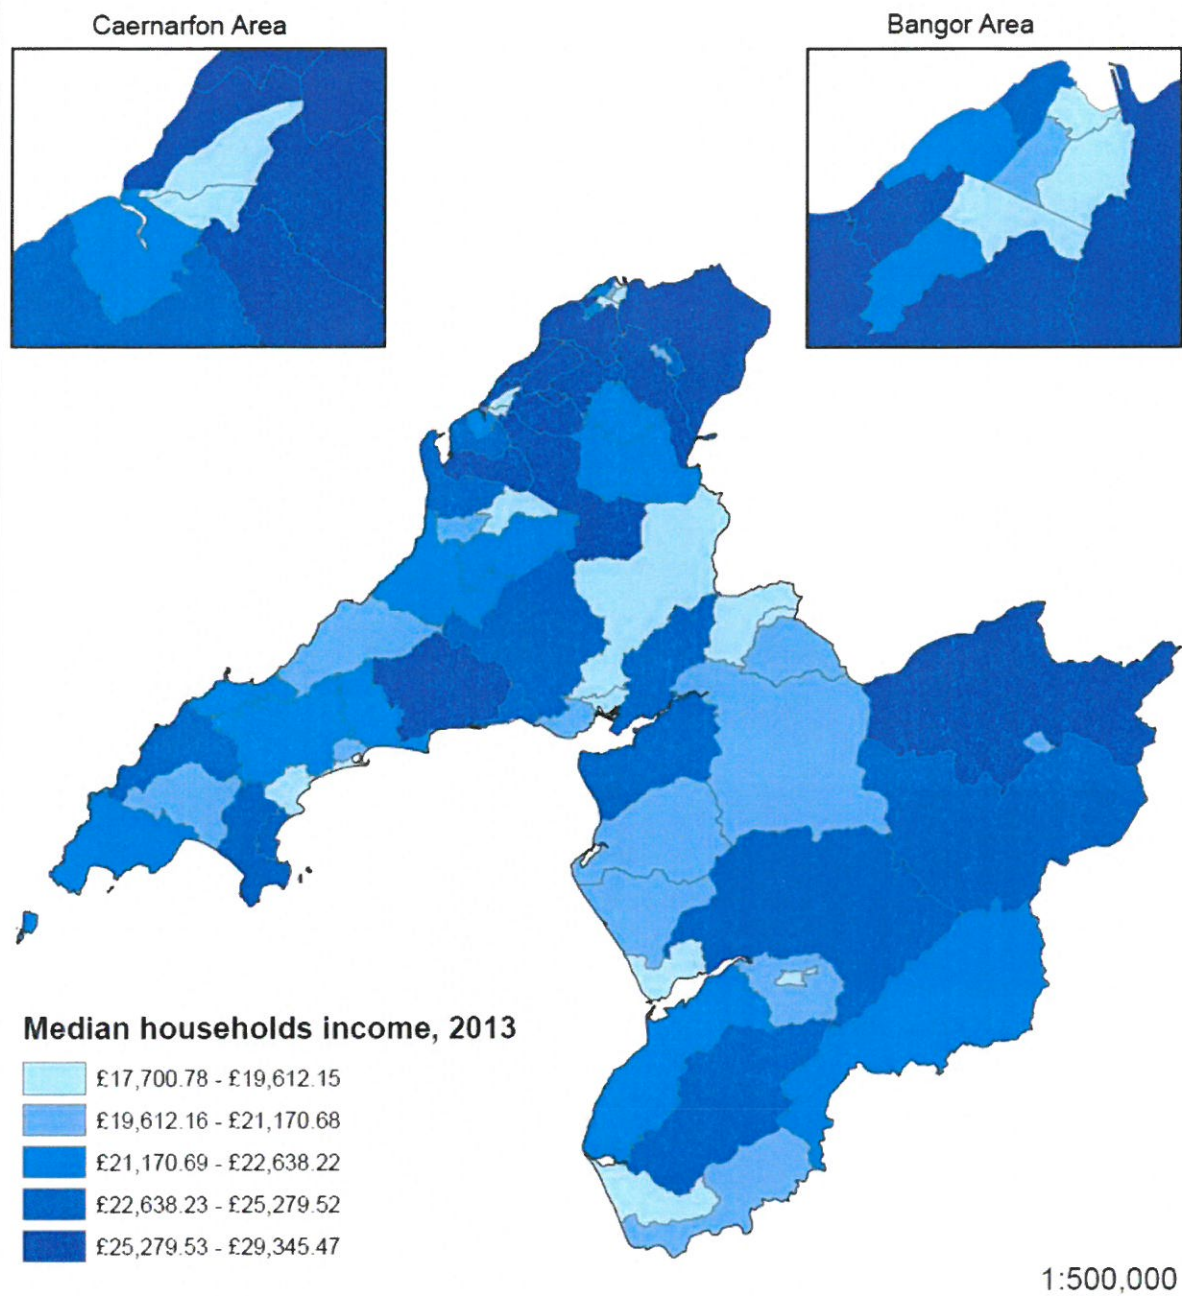 Caernarfon Area
Bangor Area
Median households income, 2013
£17,700.78 - £19,612.15
£19,612.16 - £21,170.68
£21,170.69 - £22,638.22
£22,638.23 - £25,279.52
£25,279.53 - £29,345.47
1:500,000